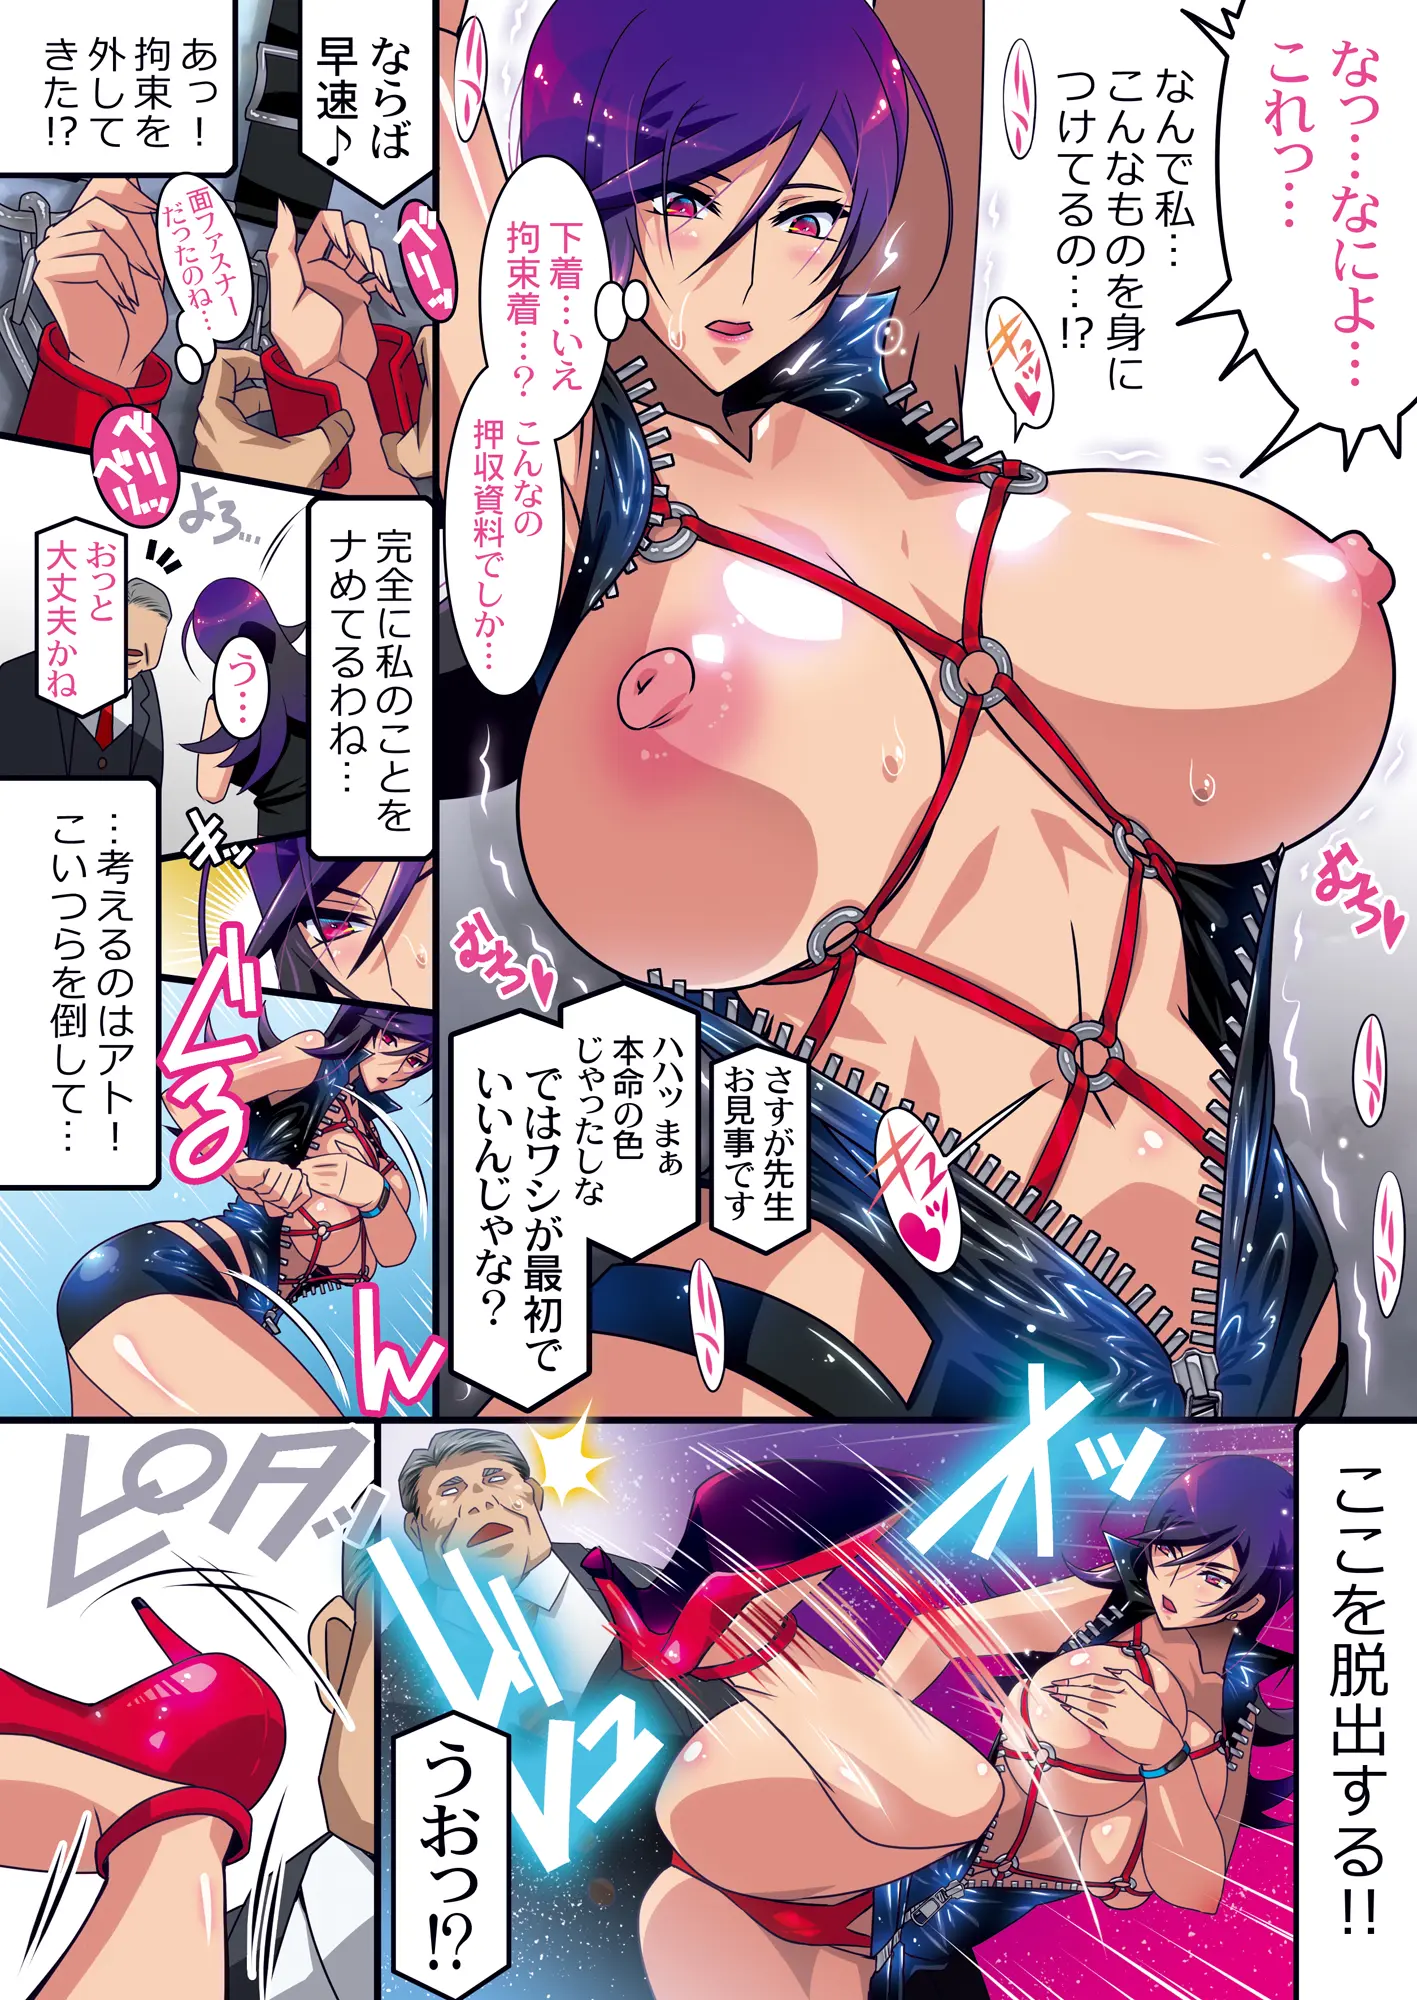 なっ…なによ…
これっ…
なんで私…
こんなものを身に
つけてるの…!?
キュッ♥
下着…いえ
拘束着…?
こんなの
押収資料でしか…
むち♥
むち♥
キュッ♥
さすが先生
お見事です
ハハッまぁ
本命の色
じゃったしな
ではワシが最初で
いいんじゃな?
ならば
早速♪
あっ!
拘束を
外して
きた!?
ベリーッ
面ファスナー
だったのね…
ベリ
ベリッ
完全に私のことを
ナめてるわね…
よろ…
おっと
大丈夫かね
う…
ギッ
…考えるのはアト!
こいつらを倒して…
ぐるん
ここを脱出する!!
オッ
ビュ
うおっ!?
ピタッ